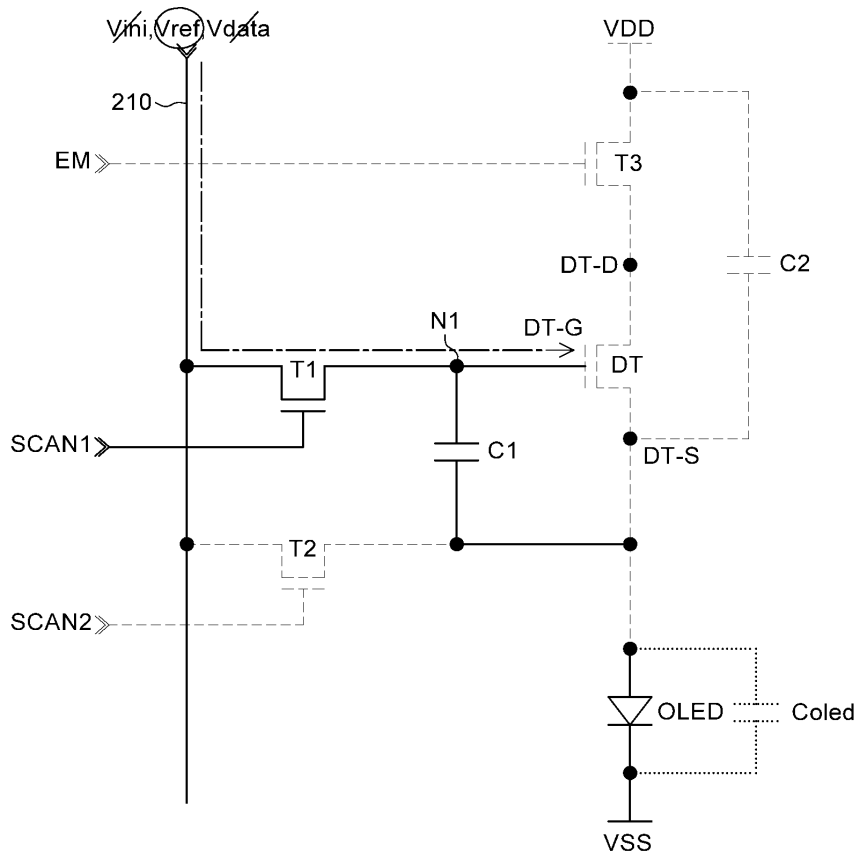 Vini,Vref,Vdata
VDD
210
EM
T3
DT-D
C2
N1
DT-G
T1
DT
SCAN1
C1
DT-S
T2
SCAN2
OLED
Coled
VSS